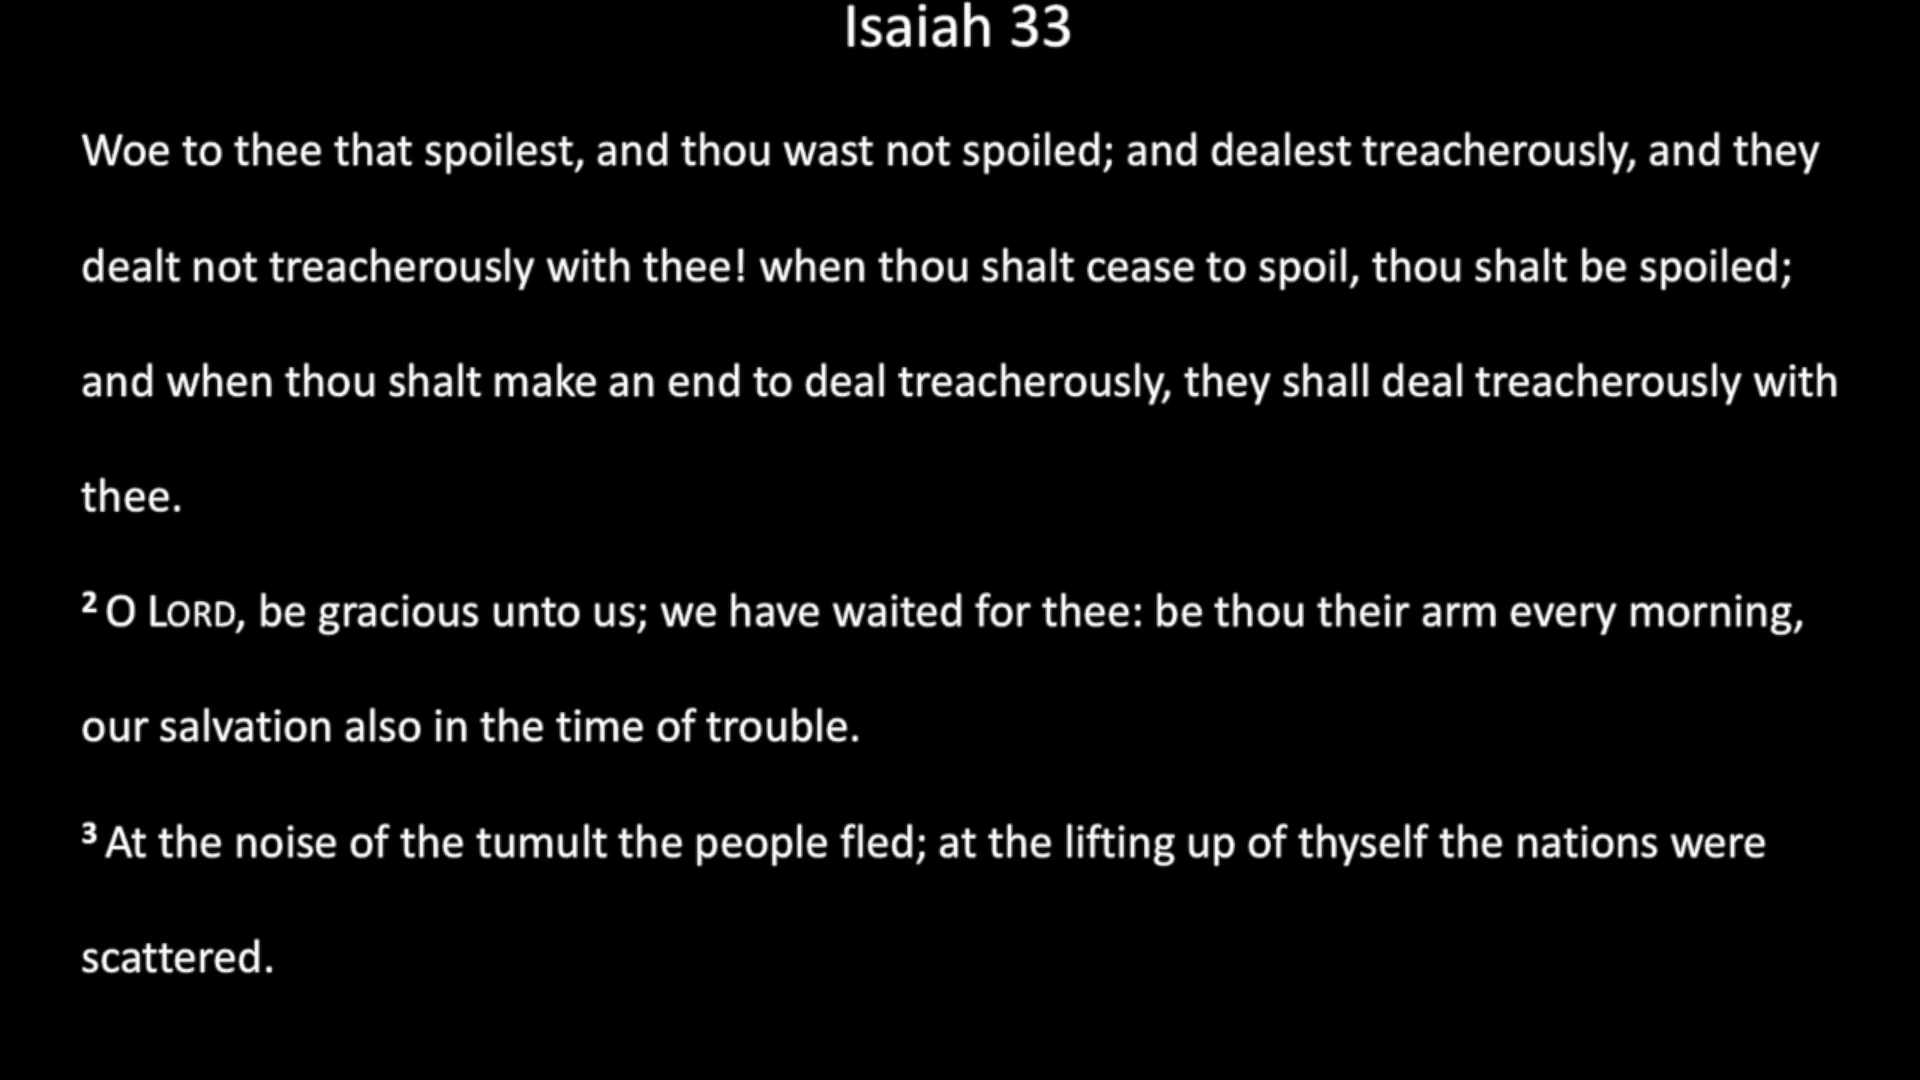 Isaiah 33
Woe to thee that spoilest, and thou wast not spoiled; and dealest treacherously, and they
dealt not treacherously with thee! when thou shalt cease to spoil, thou shalt be spoiled;
and when thou shalt make an end to deal treacherously, they shall deal treacherously with
thee.
2 O LORD, be gracious unto us; we have waited for thee: be thou their arm every morning,
our salvation also in the time of trouble.
3 At the noise of the tumult the people fled; at the lifting up of thyself the nations were
scattered.